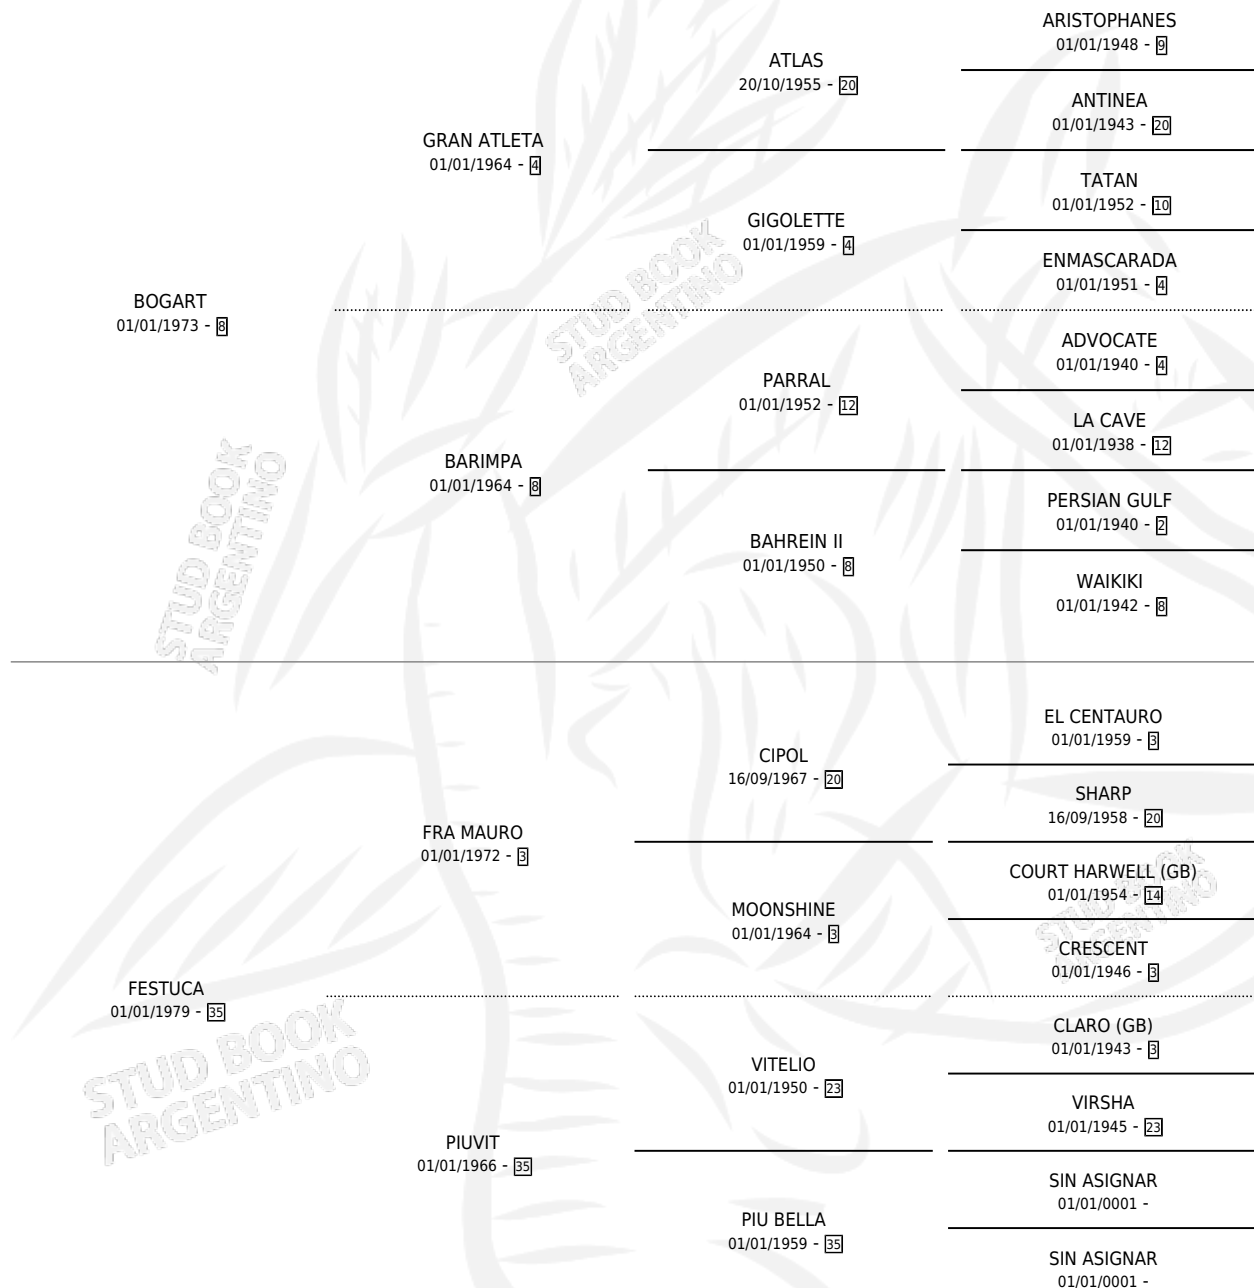 ARISTOPHANES
01/01/1948 - 9
ATLAS
20/10/1955 - 20
ANTINEA
01/01/1943 - 20
GRAN ATLETA
01/01/1964 - 4
TATAN
01/01/1952 - 10
GIGOLETTE
01/01/1959 - 4
ENMASCARADA
01/01/1951 - 4
BOGART
01/01/1973 - 8
STUD BOOK
ARGENTINO
ADVOCATE
01/01/1940 - 4
PARRAL
01/01/1952 - 12
LA CAVE
01/01/1938 - 12
BARIMPA
01/01/1964 - 8
PERSIAN GULF
01/01/1940 - 2
BAHREIN II
01/01/1950 - 8
WAIKIKI
01/01/1942 - 8
STUD BOOK
ARGENTINO
EL CENTAURO
01/01/1959 - 3
CIPOL
16/09/1967 - 20
SHARP
16/09/1958 - 20
FRA MAURO
01/01/1972 - 3
COURT HARWELL (GB)
01/01/1954 - 14
MOONSHINE
01/01/1964 - 3
STUD BOOK
ARGENTINO
CRESCENT
01/01/1946 - 3
FESTUCA
01/01/1979 - 35
CLARO (GB)
01/01/1943 - 3
VITELIO
01/01/1950 - 23
STUD BOOK
ARGENTINO
VIRSHA
01/01/1945 - 23
PIUVIT
01/01/1966 - 35
SIN ASIGNAR
01/01/0001 -
PIU BELLA
01/01/1959 - 35
SIN ASIGNAR
01/01/0001 -